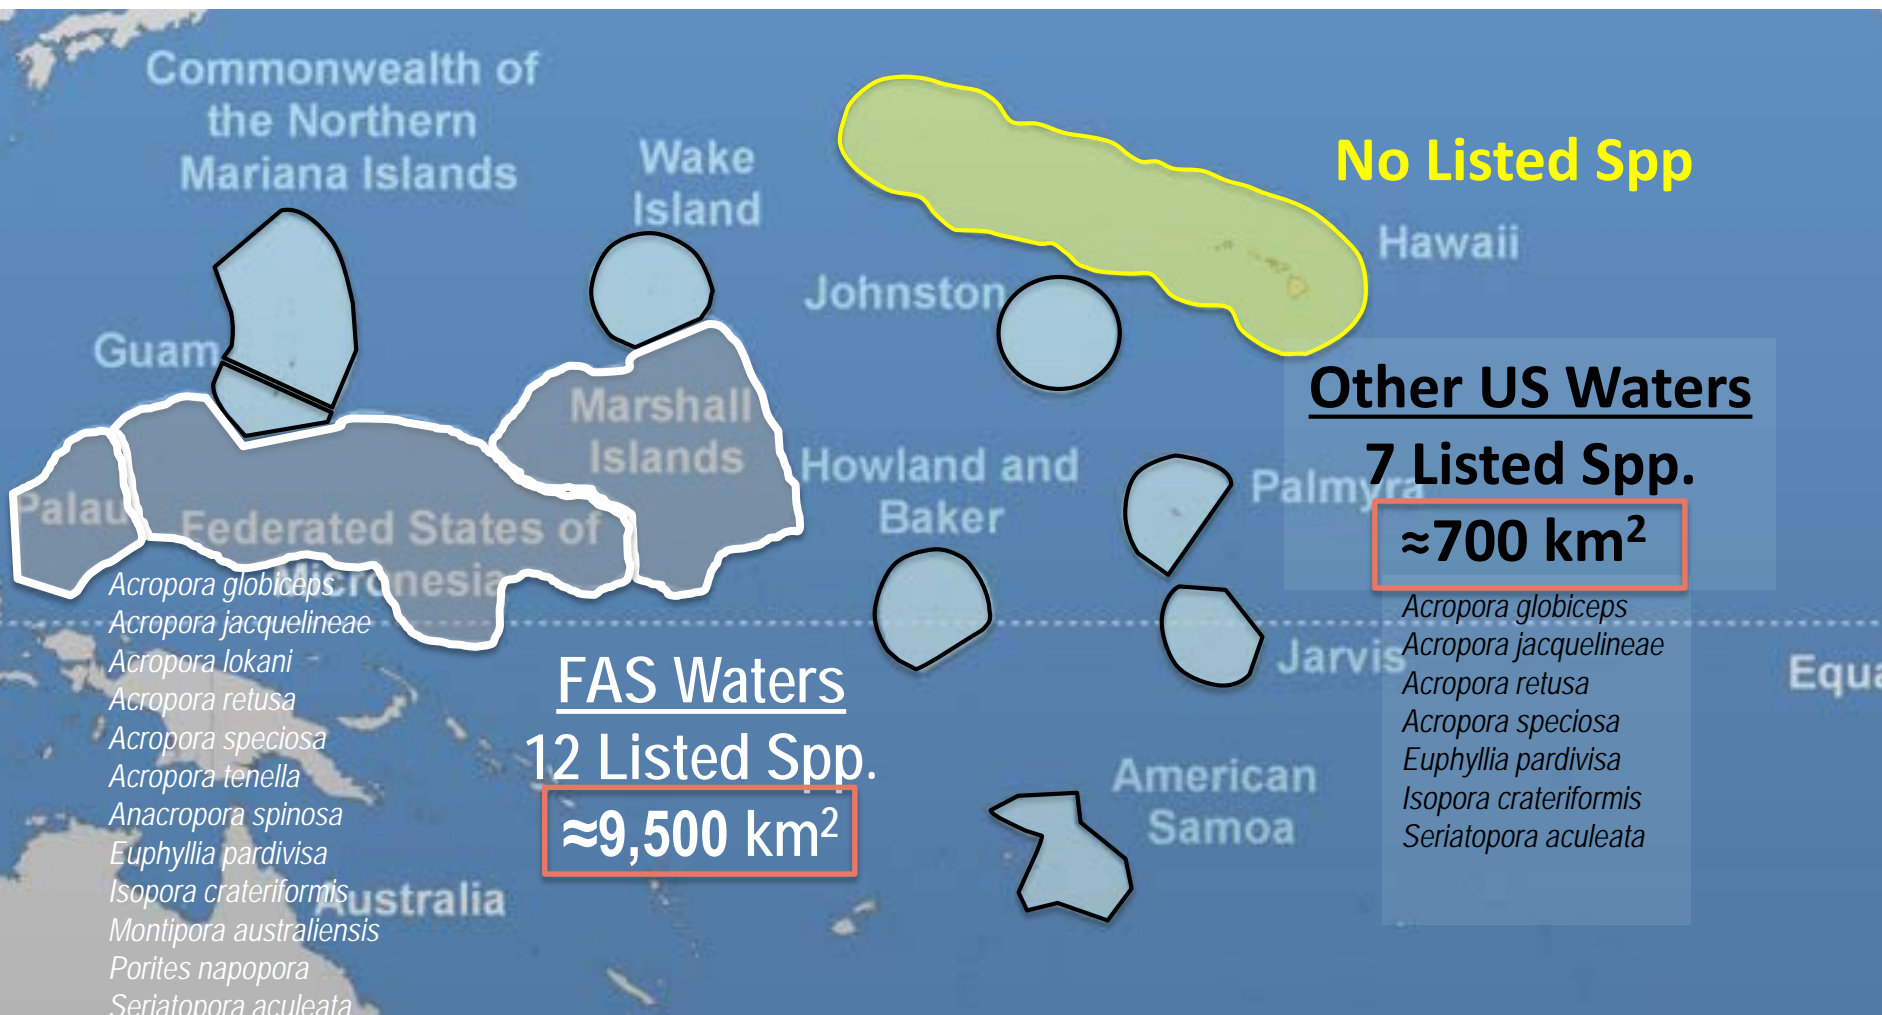 Commonwealth of
the Northern
Mariana Islands
Wake
Island
No Listed Spp
Hawaii
Johnston
Guam
Marshall
Islands
Other US Waters
7 Listed Spp.
≈700 km²
Howland and
Baker
Palmyra
Palau
Federated States of
Micronesia
Acropora globiceps
Acropora jacquelineae
Acropora lokani
Acropora retusa
Acropora speciosa
Acropora tenella
Anacropora spinosa
Euphyllia pardivisa
Isopora crateriformis
Montipora australiensis
Porites napopora
Seriatopora aculeata
FAS Waters
12 Listed Spp.
≈9,500 km²
Australia
Jarvis
Acropora globiceps
Acropora jacquelineae
Acropora retusa
Acropora speciosa
Euphyllia pardivisa
Isopora crateriformis
Seriatopora aculeata
Equa
American
Samoa